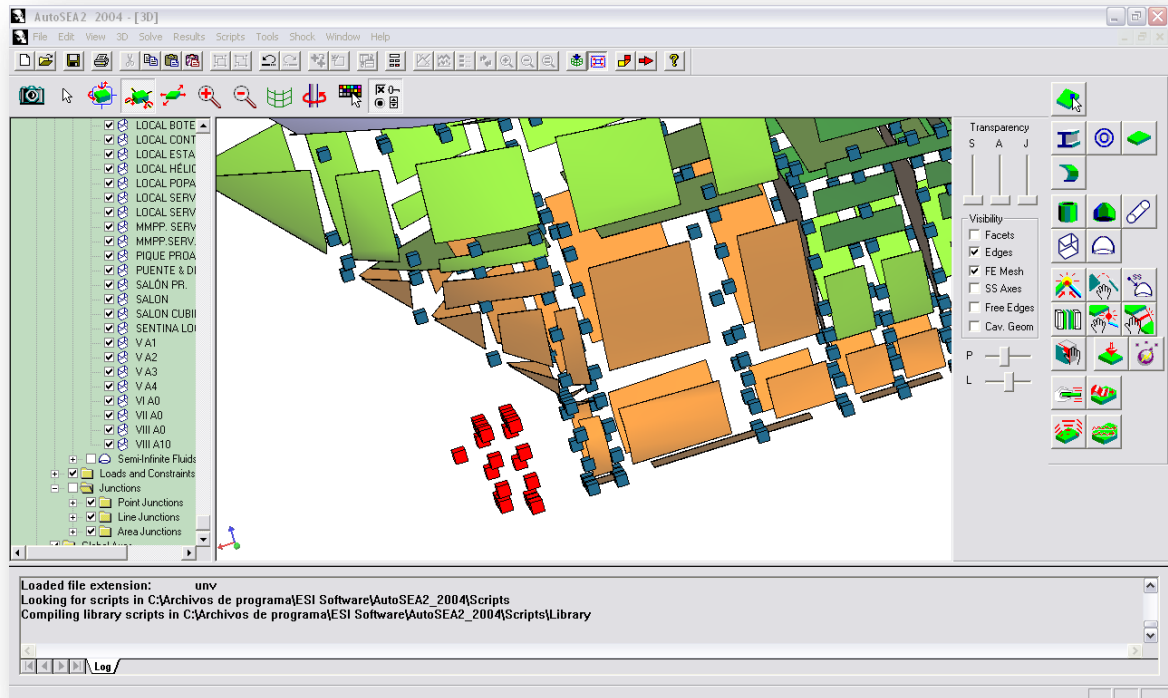 AutoSEA2 2004 - [3D]
File Edit View 3D Solve Results Scripts Tools Shock Window Help
LOCAL BOTE
LOCAL CONT
LOCAL ESTA
LOCAL HÉLIC
LOCAL POPA
LOCAL SERV
LOCAL SERV
MMPP. SERV
MMPP.SERV.
PIQUE PROA
PUENTE & DI
SALÓN PR.
SALON
SALON CUBI
SENTINA LO
V A1
V A2
V A3
V A4
VI A0
VII A0
VIII A0
VIII A10
Semi-Infinite Fluids
Loads and Constraints
Junctions
Point Junctions
Line Junctions
Area Junctions
Transparency
S A J
Visibility
Facets
Edges
FE Mesh
SS Axes
Free Edges
Cav. Geom
P
L
SS
Loaded file extension: unv
Looking for scripts in C:\Archivos de programa\ESI Software\AutoSEA2_2004\Scripts
Compiling library scripts in C:\Archivos de programa\ESI Software\AutoSEA2_2004\Scripts\Library
Log